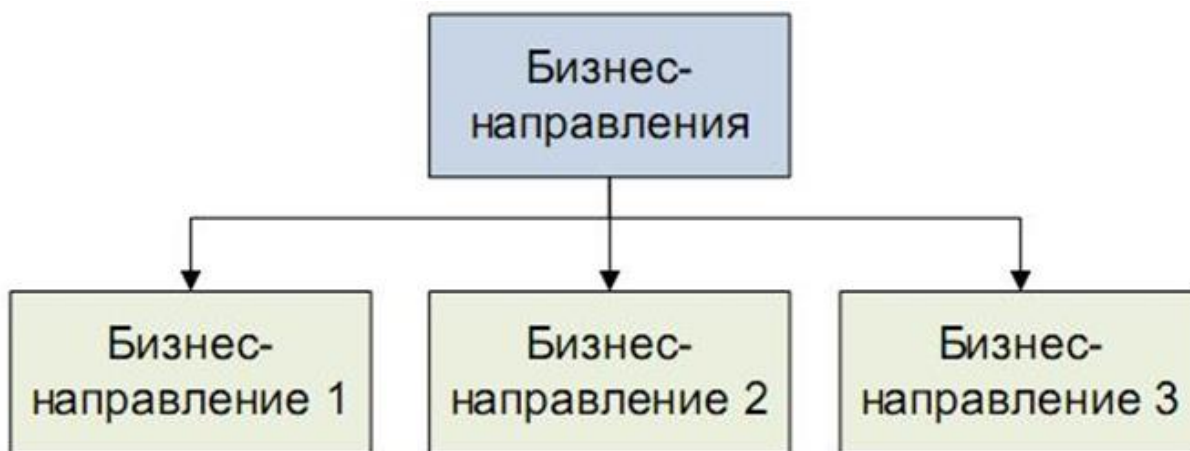 Бизнес-
направления
Бизнес-
направление 1
Бизнес-
направление 2
Бизнес-
направление 3